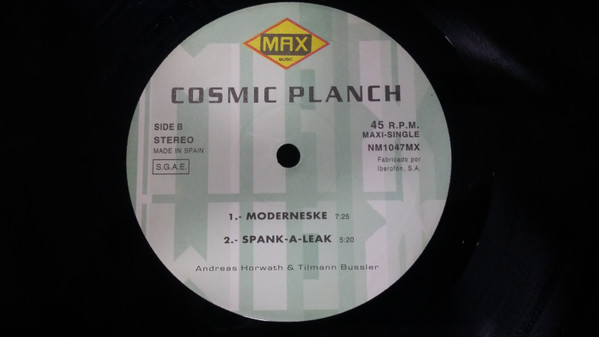 MAX
MUSIC
COSMIC PLANCH
SIDE B
STEREO
MADE IN SPAIN
S.G.A.E.
45 R.P.M.
MAXI-SINGLE
NM1047MX
Fabricado por
Iberofón, S.A.
1.- MODERNESKE 7:25
2.- SPANK-A-LEAK 5:20
Andreas Horwath & Tilmann Bussler